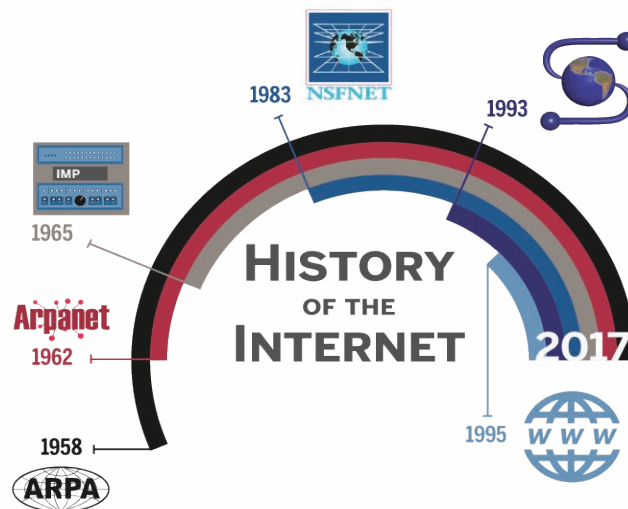 NSFNET
1983
1993
IMP
1965
HISTORY
OF THE
INTERNET
Arpanet
1962
2017
1958
1995
WWW
ARPA